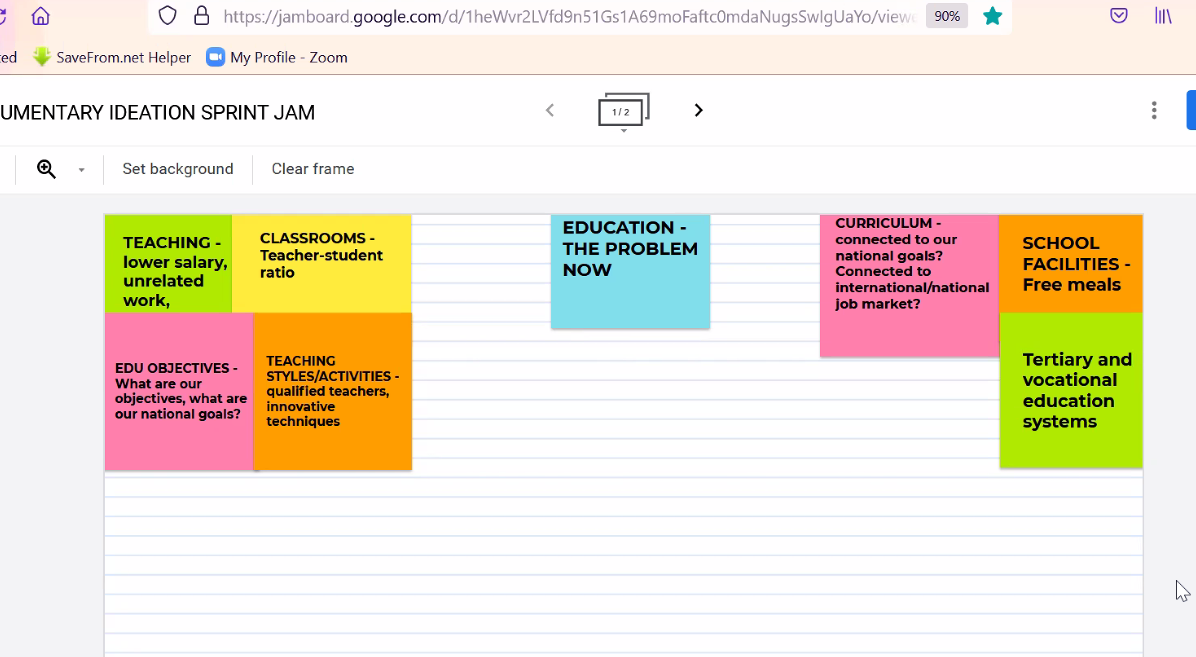 https://jamboard.google.com/d/1heWvr2LVfd9n51Gs1A69moFaftc0mdaNugsSwIgUaYo/viewe
90%
ed
SaveFrom.net Helper
My Profile - Zoom
UMENTARY IDEATION SPRINT JAM
1 / 2
Set background
Clear frame
TEACHING -
lower salary,
unrelated
work,
CLASSROOMS -
Teacher-student
ratio
EDUCATION -
THE PROBLEM
NOW
CURRICULUM -
connected to our
national goals?
Connected to
international/national
job market?
SCHOOL
FACILITIES -
Free meals
EDU OBJECTIVES -
What are our
objectives, what are
our national goals?
TEACHING
STYLES/ACTIVITIES -
qualified teachers,
innovative
techniques
Tertiary and
vocational
education
systems